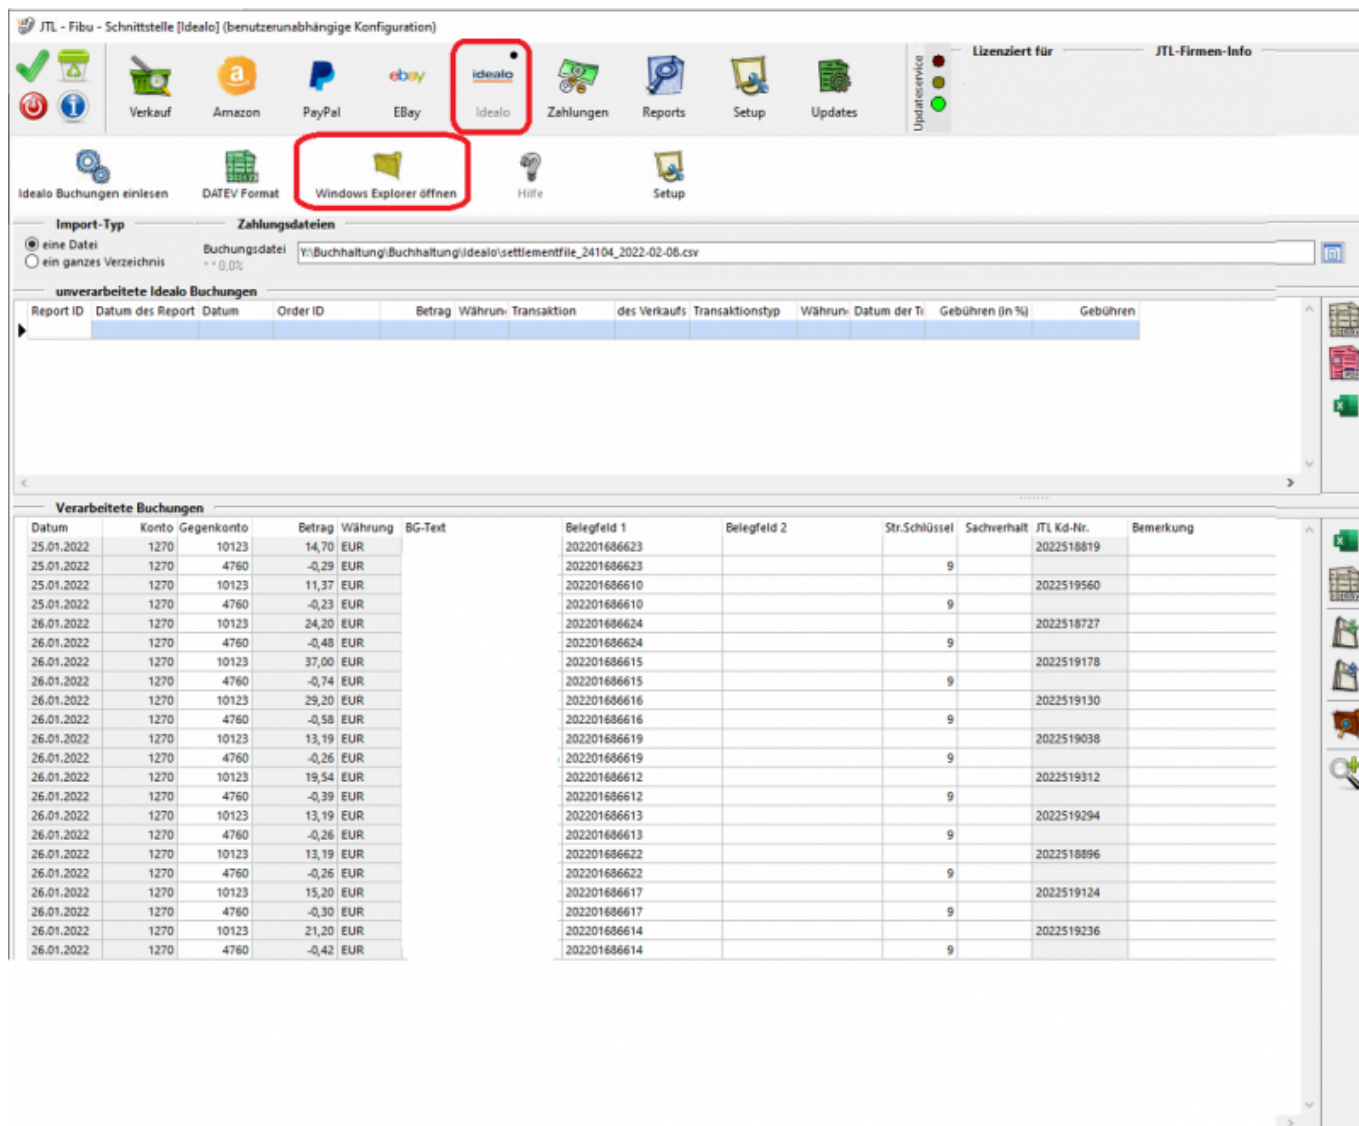 JTL - Fibu - Schnittstelle [Idealo] (benutzerunabhängige Konfiguration)
Lizenziert für JTL-Firmen-Info
Updateservice
a ebay idealo
Verkauf Amazon PayPal EBay Idealo Zahlungen Reports Setup Updates
Idealo Buchungen einlesen DATEV Format Windows Explorer öffnen Hilfe Setup
Import-Typ Zahlungsdateien
eine Datei
ein ganzes Verzeichnis
Buchungsdatei Y:\Buchhaltung\Buchhaltung\Idealo\settlementfile_24104_2022-02-08.csv
* * 0,0%
unverarbeitete Idealo Buchungen
Report ID Datum des Report Datum Order ID Betrag Währun Transaktion des Verkaufs Transaktionstyp Währun Datum der Ti Gebühren (in %) Gebühren
Verarbeitete Buchungen
Datum Konto Gegenkonto Betrag Währung BG-Text Belegfeld 1 Belegfeld 2 Str.Schlüssel Sachverhalt JTL Kd-Nr. Bemerkung
25.01.2022 1270 10123 14,70 EUR 202201686623 2022518819
25.01.2022 1270 4760 -0,29 EUR 202201686623 9
25.01.2022 1270 10123 11,37 EUR 202201686610 2022519560
25.01.2022 1270 4760 -0,23 EUR 202201686610 9
26.01.2022 1270 10123 24,20 EUR 202201686624 2022518727
26.01.2022 1270 4760 -0,48 EUR 202201686624 9
26.01.2022 1270 10123 37,00 EUR 202201686615 2022519178
26.01.2022 1270 4760 -0,74 EUR 202201686615 9
26.01.2022 1270 10123 29,20 EUR 202201686616 2022519130
26.01.2022 1270 4760 -0,58 EUR 202201686616 9
26.01.2022 1270 10123 13,19 EUR 202201686619 2022519038
26.01.2022 1270 4760 -0,26 EUR 202201686619 9
26.01.2022 1270 10123 19,54 EUR 202201686612 2022519312
26.01.2022 1270 4760 -0,39 EUR 202201686612 9
26.01.2022 1270 10123 13,19 EUR 202201686613 2022519294
26.01.2022 1270 4760 -0,26 EUR 202201686613 9
26.01.2022 1270 10123 13,19 EUR 202201686622 2022518896
26.01.2022 1270 4760 -0,26 EUR 202201686622 9
26.01.2022 1270 10123 15,20 EUR 202201686617 2022519124
26.01.2022 1270 4760 -0,30 EUR 202201686617 9
26.01.2022 1270 10123 21,20 EUR 202201686614 2022519236
26.01.2022 1270 4760 -0,42 EUR 202201686614 9